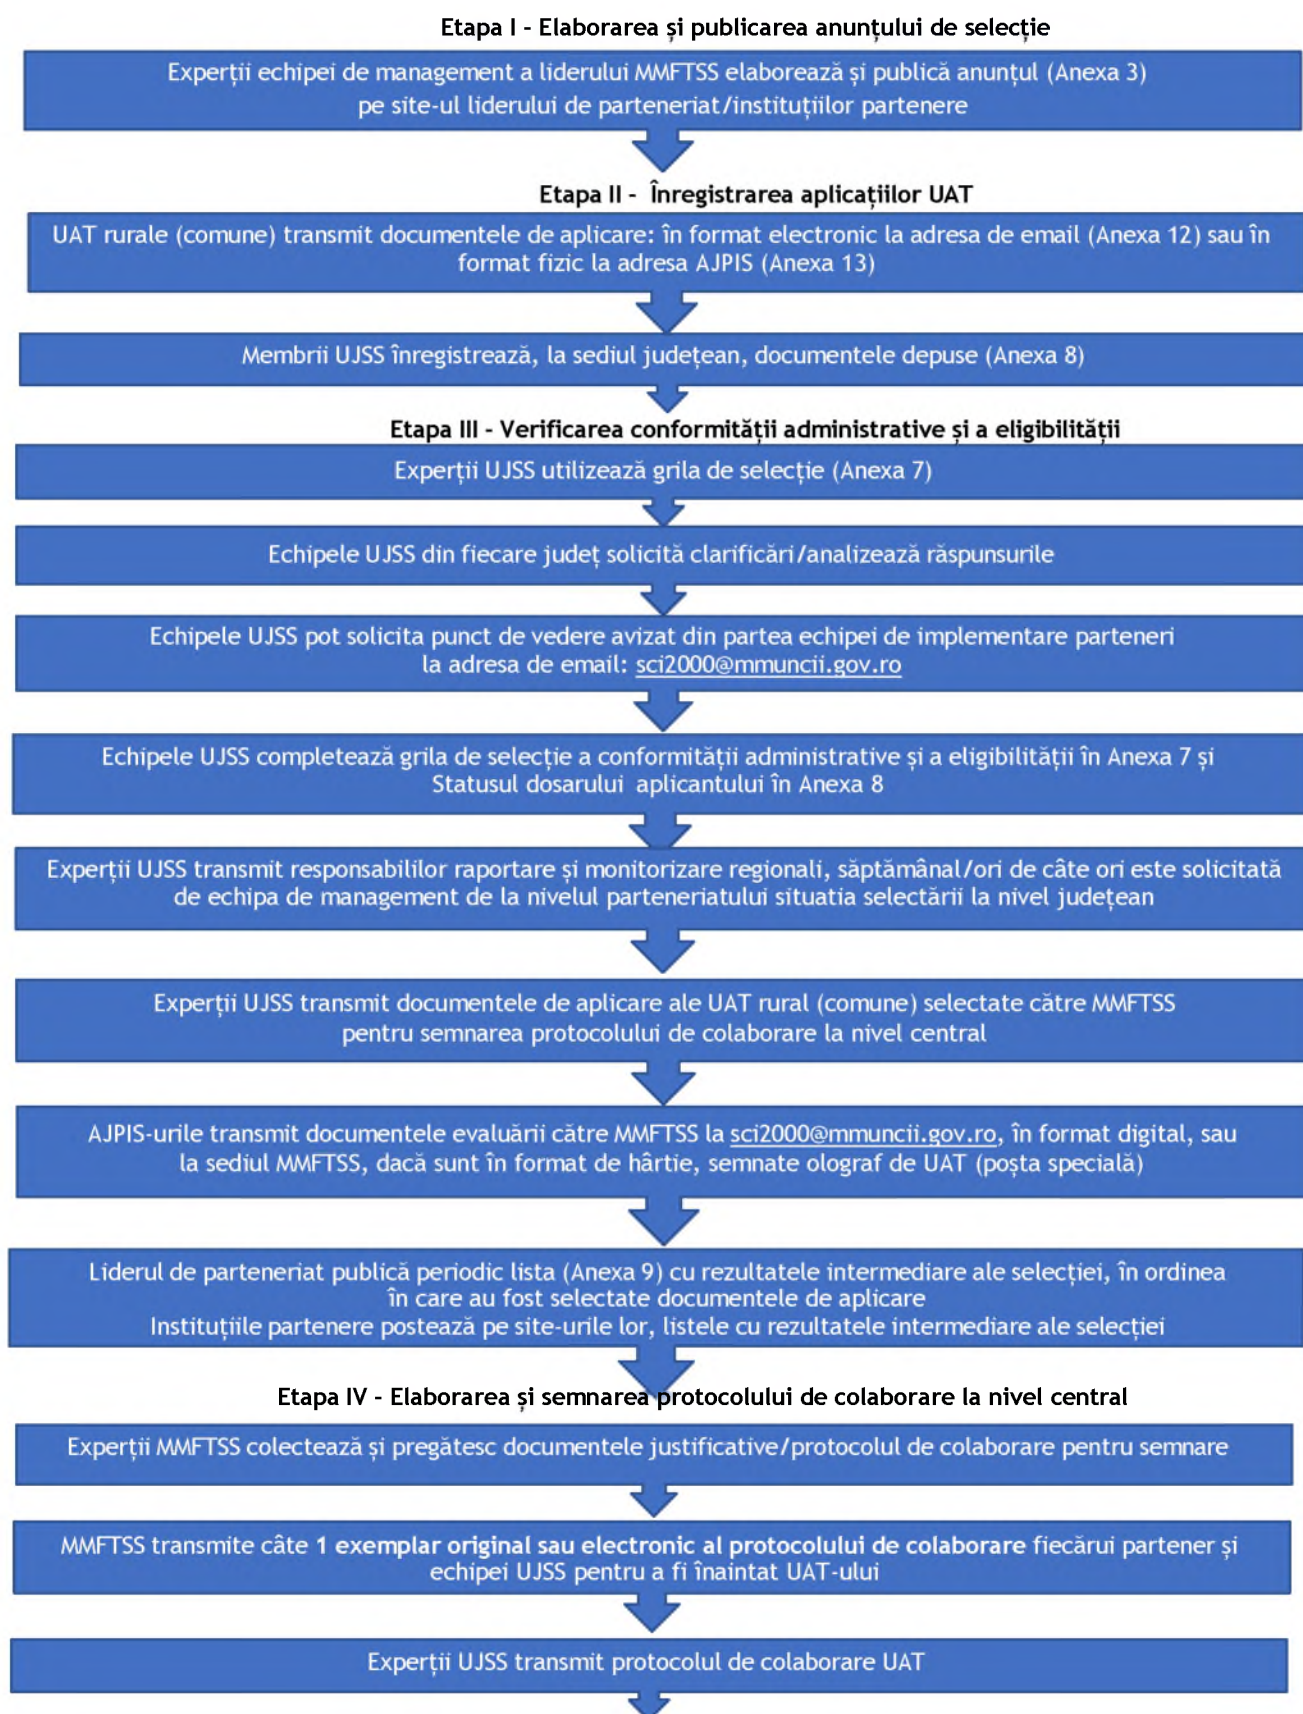 Etapa I - Elaborarea și publicarea anunțului de selecție
Experții echipei de management a liderului MMFTSS elaborează și publică anunțul (Anexa 3)
pe site-ul liderului de parteneriat/instituțiilor partenere
Etapa II - Înregistrarea aplicațiilor UAT
UAT rurale (comune) transmit documentele de aplicare: în format electronic la adresa de email (Anexa 12) sau în
format fizic la adresa AJPIS (Anexa 13)
Membrii UJSS înregistrează, la sediul județean, documentele depuse (Anexa 8)
Etapa III - Verificarea conformității administrative și a eligibilității
Experții UJSS utilizează grila de selecție (Anexa 7)
Echipele UJSS din fiecare județ solicită clarificări/analizează răspunsurile
Echipele UJSS pot solicita punct de vedere avizat din partea echipei de implementare parteneri
la adresa de email: sci2000@mmuncii.gov.ro
Echipele UJSS completează grila de selecție a conformității administrative și a eligibilității în Anexa 7 și
Statusul dosarului aplicantului în Anexa 8
Experții UJSS transmit responsabililor raportare și monitorizare regionali, săptămânal/ori de câte ori este solicitată
de echipa de management de la nivelul parteneriatului situatia selectării la nivel județean
Experții UJSS transmit documentele de aplicare ale UAT rural (comune) selectate către MMFTSS
pentru semnarea protocolului de colaborare la nivel central
AJPIS-urile transmit documentele evaluării către MMFTSS la sci2000@mmuncii.gov.ro, în format digital, sau
la sediul MMFTSS, dacă sunt în format de hârtie, semnate olograf de UAT (poșta specială)
Liderul de parteneriat publică periodic lista (Anexa 9) cu rezultatele intermediare ale selecției, în ordinea
în care au fost selectate documentele de aplicare
Instituțiile partenere postează pe site-urile lor, listele cu rezultatele intermediare ale selecției
Etapa IV - Elaborarea și semnarea protocolului de colaborare la nivel central
Experții MMFTSS colectează și pregătesc documentele justificative/protocolul de colaborare pentru semnare
MMFTSS transmite câte 1 exemplar original sau electronic al protocolului de colaborare fiecărui partener și
echipei UJSS pentru a fi înaintat UAT-ului
Experții UJSS transmit protocolul de colaborare UAT